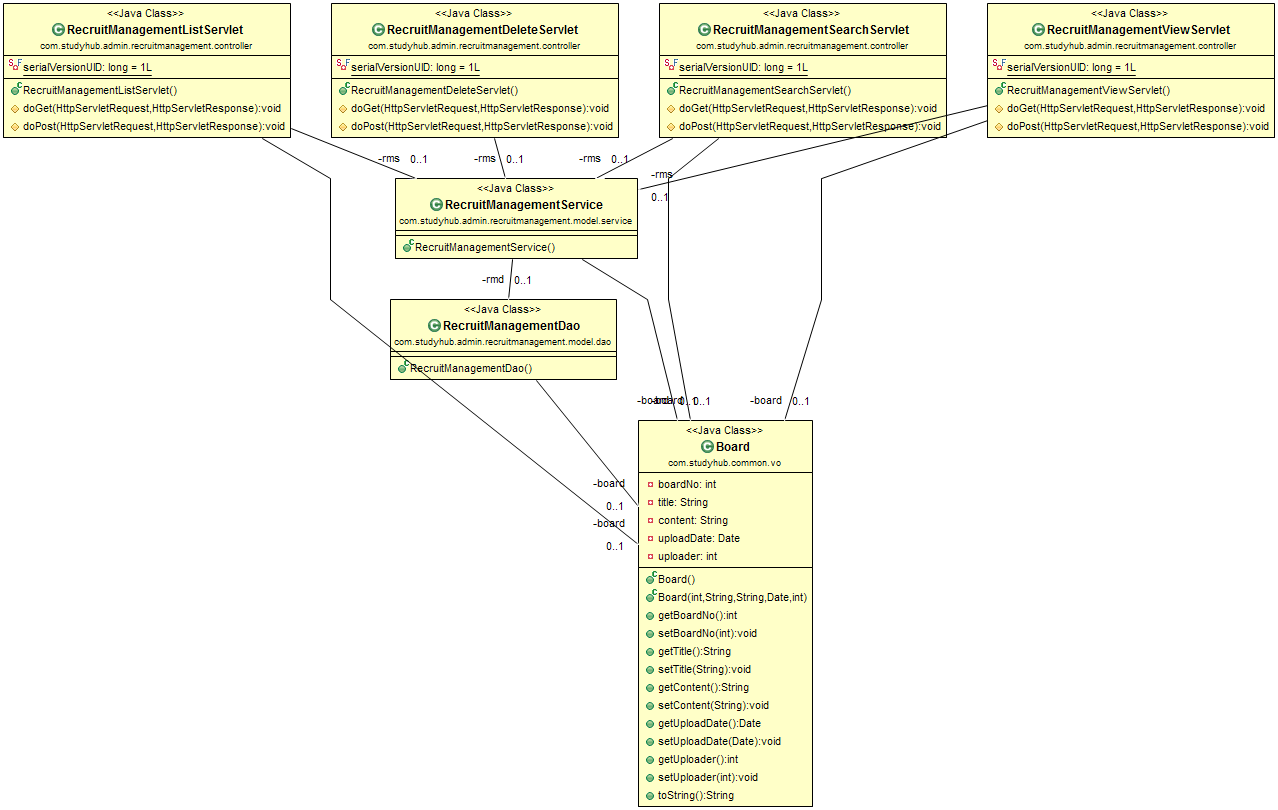 <<Java Class>>
RecruitManagementListServlet
com.studyhub.admin.recruitmanagement.controller
serialVersionUID: long = 1L
RecruitManagementListServlet()
doGet(HttpServletRequest,HttpServletResponse):void
doPost(HttpServletRequest,HttpServletResponse):void
<<Java Class>>
RecruitManagementDeleteServlet
com.studyhub.admin.recruitmanagement.controller
serialVersionUID: long = 1L
RecruitManagementDeleteServlet()
doGet(HttpServletRequest,HttpServletResponse):void
doPost(HttpServletRequest,HttpServletResponse):void
<<Java Class>>
RecruitManagementSearchServlet
com.studyhub.admin.recruitmanagement.controller
serialVersionUID: long = 1L
RecruitManagementSearchServlet()
doGet(HttpServletRequest,HttpServletResponse):void
doPost(HttpServletRequest,HttpServletResponse):void
<<Java Class>>
RecruitManagementViewServlet
com.studyhub.admin.recruitmanagement.controller
serialVersionUID: long = 1L
RecruitManagementViewServlet()
doGet(HttpServletRequest,HttpServletResponse):void
doPost(HttpServletRequest,HttpServletResponse):void
-rms 0..1
-rms 0..1
-rms 0..1
-rms
0..1
<<Java Class>>
RecruitManagementService
com.studyhub.admin.recruitmanagement.model.service
RecruitManagementService()
-rmd 0..1
<<Java Class>>
RecruitManagementDao
com.studyhub.admin.recruitmanagement.model.dao
RecruitManagementDao()
-board 0..1
-board 0..1
-board 0..1
-board
0..1
-board
0..1
<<Java Class>>
Board
com.studyhub.common.vo
boardNo: int
title: String
content: String
uploadDate: Date
uploader: int
Board()
Board(int,String,String,Date,int)
getBoardNo():int
setBoardNo(int):void
getTitle():String
setTitle(String):void
getContent():String
setContent(String):void
getUploadDate():Date
setUploadDate(Date):void
getUploader():int
setUploader(int):void
toString():String